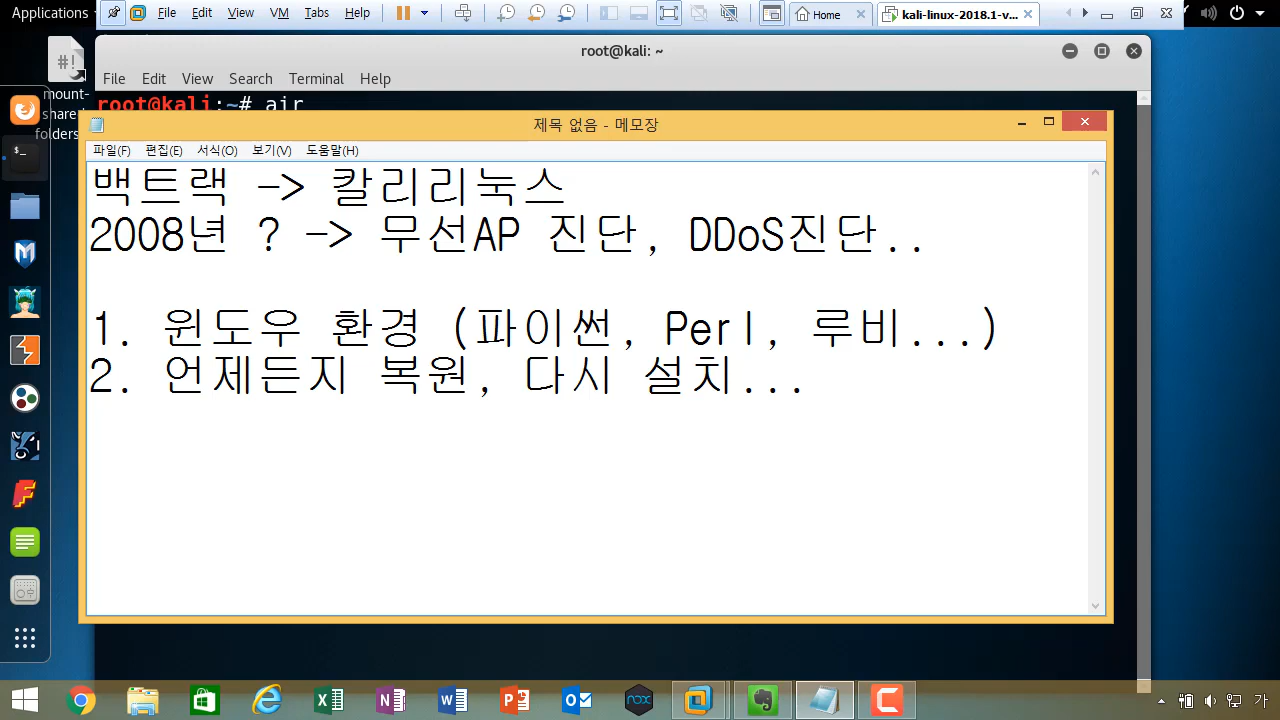 Applications
File Edit View VM Tabs Help
Home
kali-linux-2018.1-v...
root@kali: ~
File Edit View Search Terminal Help
#!
mount-
shared
folders
root@kali:~# air
제목 없음 - 메모장
파일(F) 편집(E) 서식(O) 보기(V) 도움말(H)
백트랙 -> 칼리리눅스
2008년 ? -> 무선AP 진단, DDoS진단..
1. 윈도우 환경 (파이썬, Perl, 루비...)
2. 언제든지 복원, 다시 설치...
가